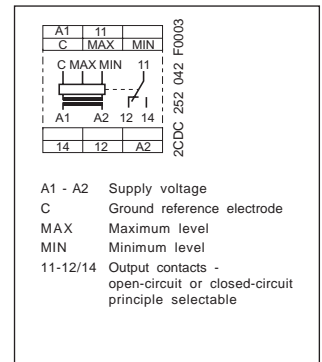 A1 11
C MAX MIN
C MAX MIN 11
A1 A2 12 14
14 12 A2
2CDC 252 042 F0003
A1 - A2 Supply voltage
C Ground reference electrode
MAX Maximum level
MIN Minimum level
11-12/14 Output contacts -
open-circuit or closed-circuit
principle selectable